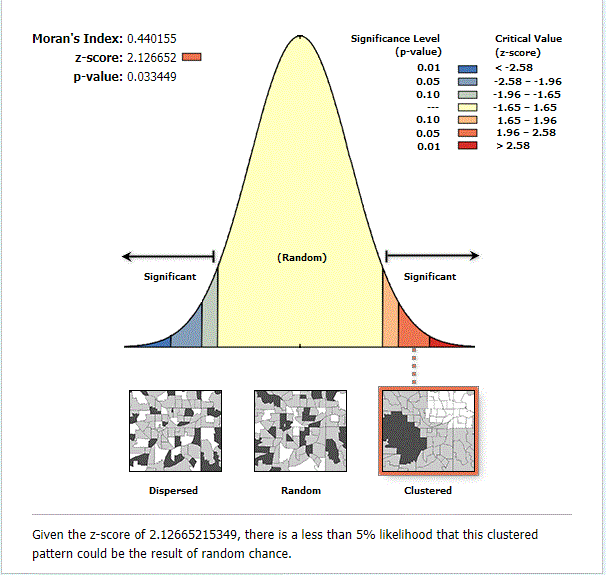 Moran's Index: 0.440155
z-score: 2.126652
p-value: 0.033449
Significance Level
(p-value)
Critical Value
(z-score)
0.01 < -2.58
0.05 -2.58 – -1.96
0.10 -1.96 – -1.65
--- -1.65 – 1.65
0.10 1.65 – 1.96
0.05 1.96 – 2.58
0.01 > 2.58
(Random)
Significant Significant
Dispersed Random Clustered
Given the z-score of 2.12665215349, there is a less than 5% likelihood that this clustered
pattern could be the result of random chance.